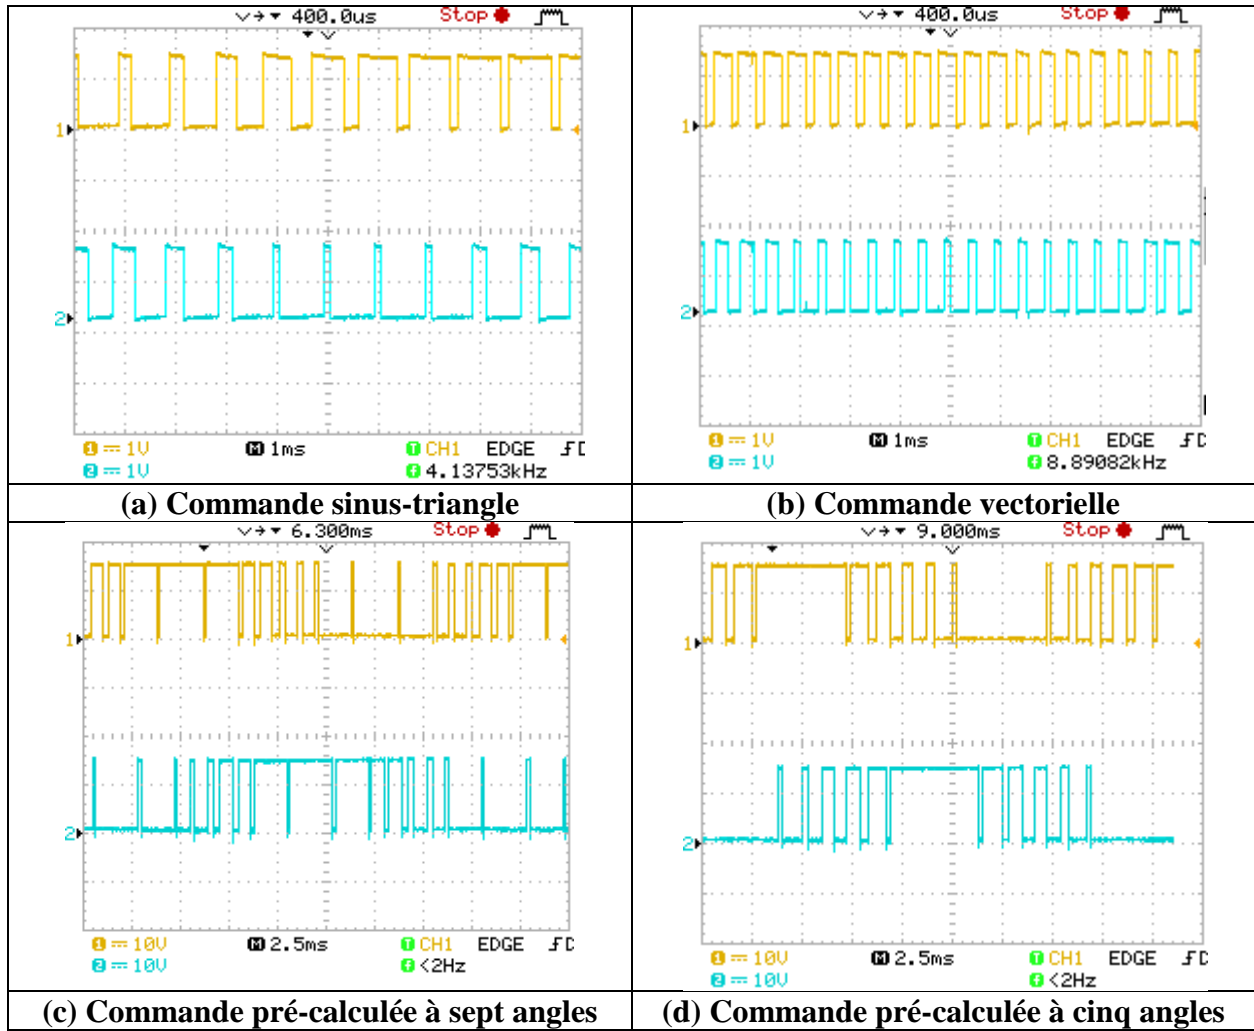 400.0us Stop
1
2
1 1V M 1ms T CH1 EDGE
2 1V f 4.13753kHz
(a) Commande sinus-triangle
400.0us Stop
1
2
1 1V M 1ms T CH1 EDGE
2 1V f 8.89082kHz
(b) Commande vectorielle
6.300ms Stop
1
2
1 10V M 2.5ms T CH1 EDGE
2 10V f <2Hz
(c) Commande pré-calculée à sept angles
9.000ms Stop
1
2
1 10V M 2.5ms T CH1 EDGE
2 10V f <2Hz
(d) Commande pré-calculée à cinq angles